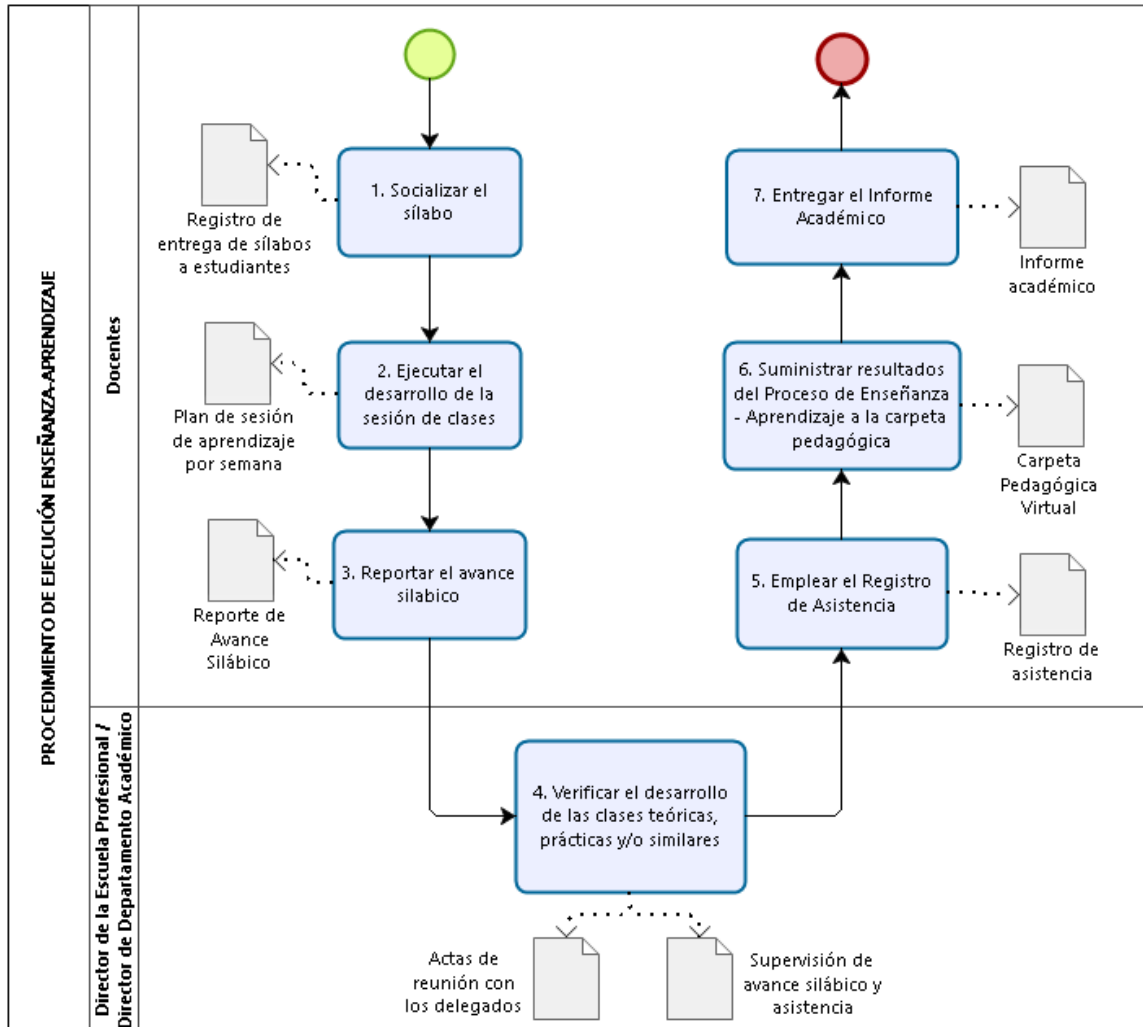 PROCEDIMIENTO DE EJECUCIÓN ENSEÑANZA-APRENDIZAJE
Docentes
Registro de
entrega de sílabos
a estudiantes
1. Socializar el
sílabo
Plan de sesión
de aprendizaje
por semana
2. Ejecutar el
desarrollo de la
sesión de clases
Reporte de
Avance
Silábico
3. Reportar el avance
silabico
Director de la Escuela Profesional /
Director de Departamento Académico
4. Verificar el desarrollo
de las clases teóricas,
prácticas y/o similares
Actas de
reunión con
los delegados
Supervisión de
avance silábico y
asistencia
5. Emplear el Registro
de Asistencia
Registro de
asistencia
6. Suministrar resultados
del Proceso de Enseñanza
- Aprendizaje a la carpeta
pedagógica
Carpeta
Pedagógica
Virtual
7. Entregar el Informe
Académico
Informe
académico